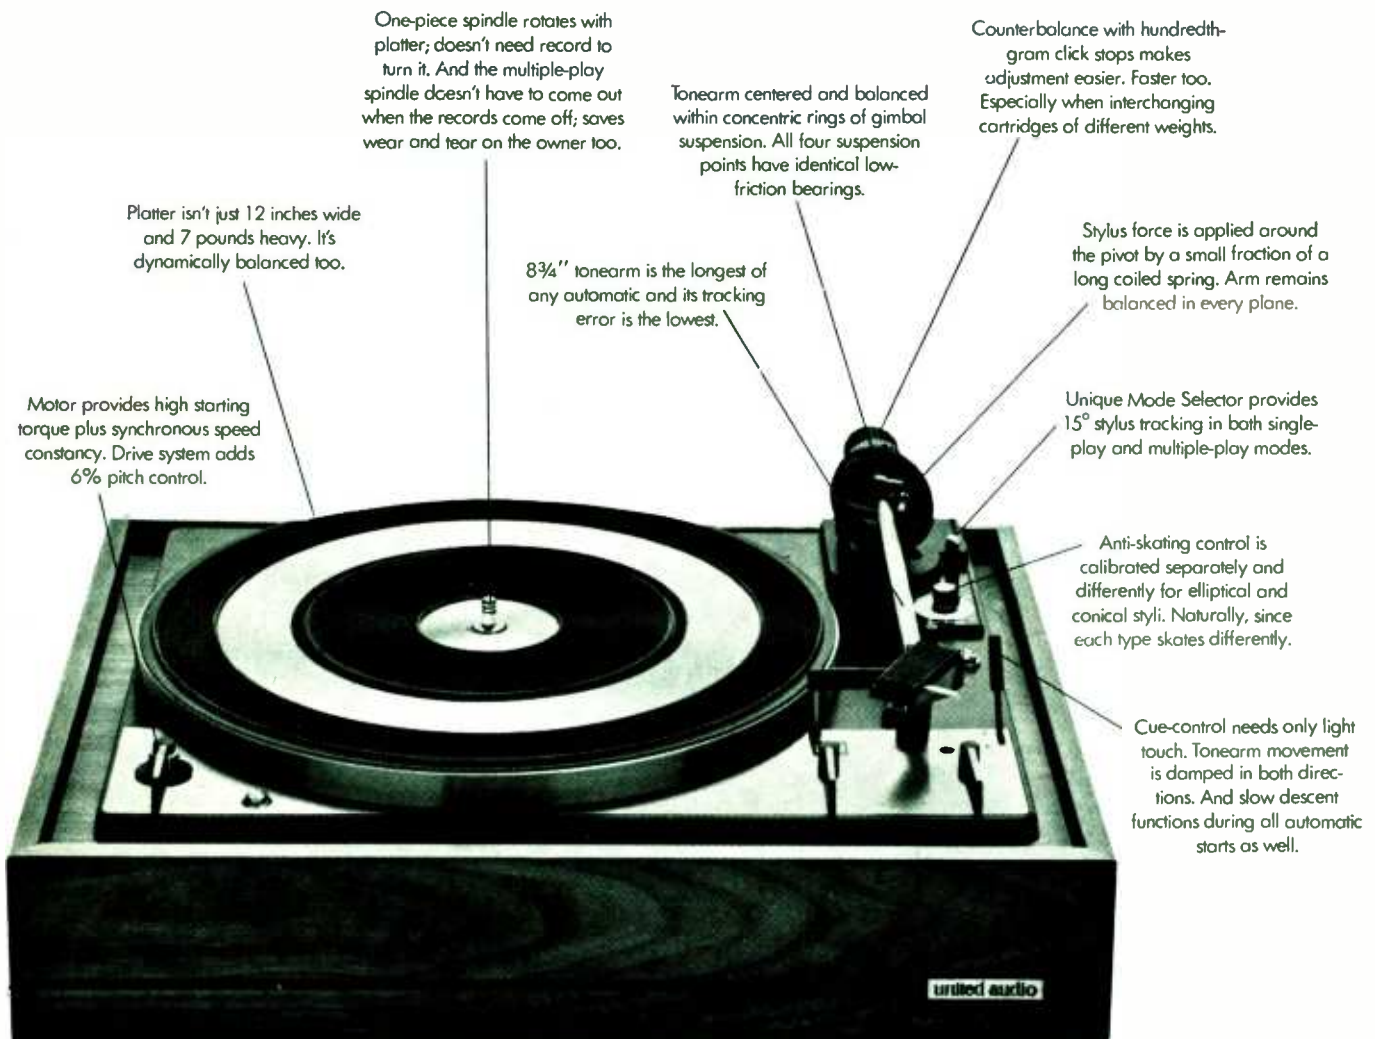 One-piece spindle rotates with
platter; doesn't need record to
turn it. And the multiple-play
spindle doesn't have to come out
when the records come off; saves
wear and tear on the owner too.
Counterbalance with hundredth-
gram click stops makes
adjustment easier. Faster too.
Especially when interchanging
cartridges of different weights.
Tonearm centered and balanced
within concentric rings of gimbal
suspension. All four suspension
points have identical low-
friction bearings.
Platter isn't just 12 inches wide
and 7 pounds heavy. It's
dynamically balanced too.
8¾" tonearm is the longest of
any automatic and its tracking
error is the lowest.
Stylus force is applied around
the pivot by a small fraction of a
long coiled spring. Arm remains
balanced in every plane.
Motor provides high starting
torque plus synchronous speed
constancy. Drive system adds
6% pitch control.
Unique Mode Selector provides
15° stylus tracking in both single-
play and multiple-play modes.
Anti-skating control is
calibrated separately and
differently for elliptical and
conical styli. Naturally, since
each type skates differently.
Cue-control needs only light
touch. Tonearm movement
is damped in both direc-
tions. And slow descent
functions during all automatic
starts as well.
united audio